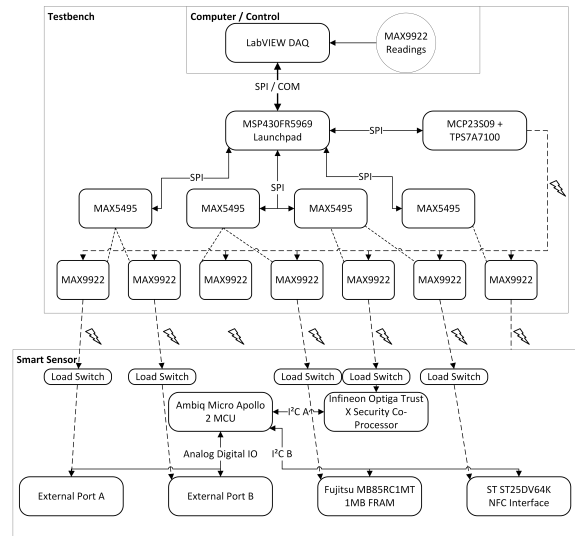 Testbench
Computer / Control
LabVIEW DAQ
MAX9922
Readings
SPI / COM
MSP430FR5969
Launchpad
SPI
MCP23S09 +
TPS7A7100
SPI
SPI
SPI
MAX5495
MAX5495
MAX5495
MAX5495
MAX9922
MAX9922
MAX9922
MAX9922
MAX9922
MAX9922
MAX9922
Smart Sensor
Load Switch
Load Switch
Load Switch
Load Switch
Load Switch
Ambiq Micro Apollo
2 MCU
I²C A
Infineon Optiga Trust
X Security Co-
Processor
Analog Digital IO
I²C B
External Port A
External Port B
Fujitsu MB85RC1MT
1MB FRAM
ST ST25DV64K
NFC Interface